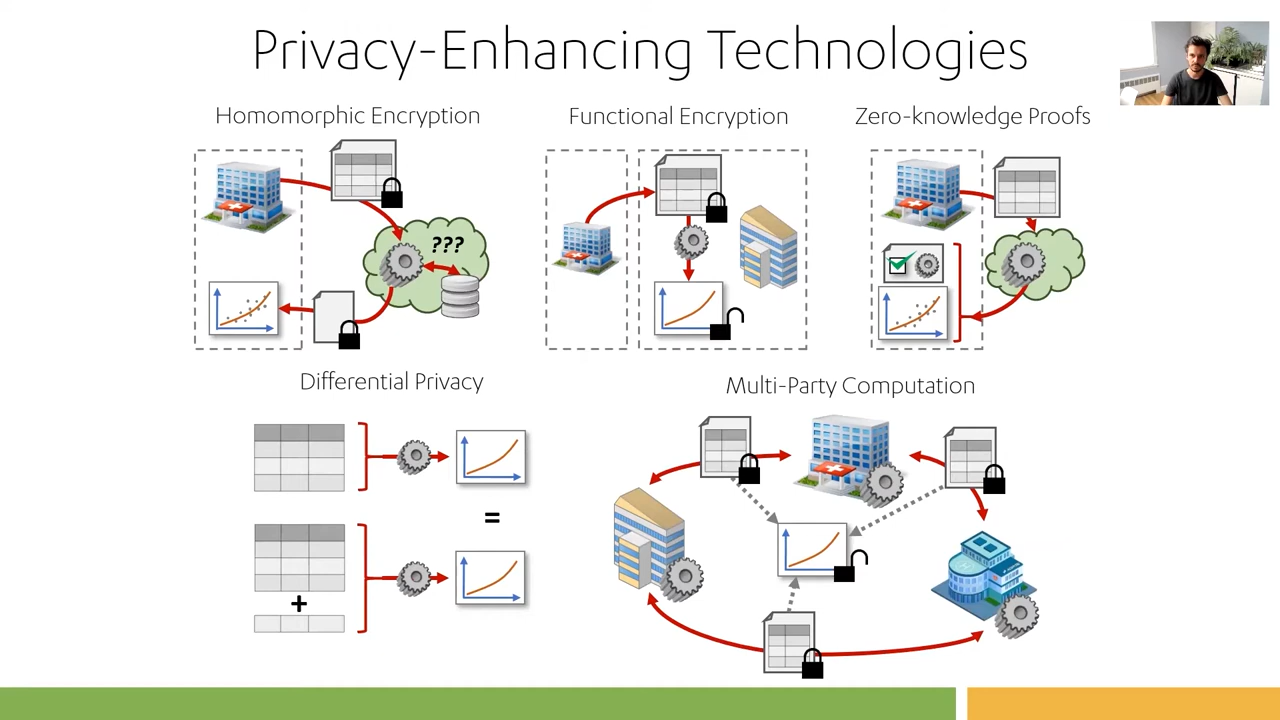 Privacy-Enhancing Technologies
Homomorphic Encryption
Functional Encryption
Zero-knowledge Proofs
???
Differential Privacy
Multi-Party Computation
=
+